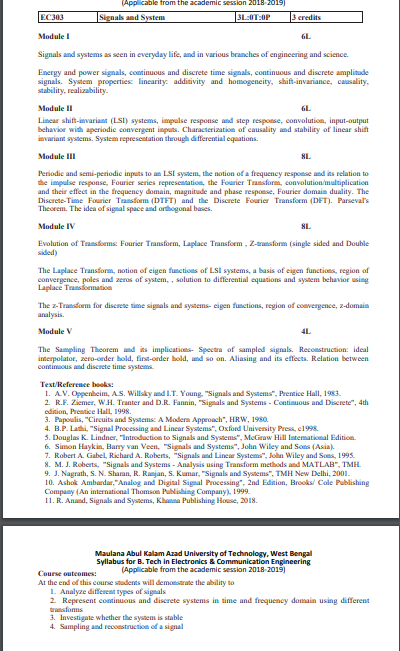 (Applicable from the academic session 2018-2019)
EC303 Signals and System 3L:0T:0P 3 credits
Module I 6L
Signals and systems as seen in everyday life, and in various branches of engineering and science.
Energy and power signals, continuous and discrete time signals, continuous and discrete amplitude
signals. System properties: linearity: additivity and homogeneity, shift-invariance, causality,
stability, realizability.
Module II 6L
Linear shift-invariant (LSI) systems, impulse response and step response, convolution, input-output
behavior with aperiodic convergent inputs. Characterization of causality and stability of linear shift
invariant systems. System representation through differential equations.
Module III 8L
Periodic and semi-periodic inputs to an LSI system, the notion of a frequency response and its relation to
the impulse response, Fourier series representation, the Fourier Transform, convolution/multiplication
and their effect in the frequency domain, magnitude and phase response, Fourier domain duality. The
Discrete-Time Fourier Transform (DTFT) and the Discrete Fourier Transform (DFT). Parseval's
Theorem. The idea of signal space and orthogonal bases.
Module IV 8L
Evolution of Transforms: Fourier Transform, Laplace Transform , Z-transform (single sided and Double
sided)
The Laplace Transform, notion of eigen functions of LSI systems, a basis of eigen functions, region of
convergence, poles and zeros of system, , solution to differential equations and system behavior using
Laplace Transformation
The z-Transform for discrete time signals and systems- eigen functions, region of convergence, z-domain
analysis.
Module V 4L
The Sampling Theorem and its implications- Spectra of sampled signals. Reconstruction: ideal
interpolator, zero-order hold, first-order hold, and so on. Aliasing and its effects. Relation between
continuous and discrete time systems.
Text/Reference books:
1. A.V. Oppenheim, A.S. Willsky and I.T. Young, "Signals and Systems", Prentice Hall, 1983.
2. R.F. Ziemer, W.H. Tranter and D.R. Fannin, "Signals and Systems - Continuous and Discrete", 4th
edition, Prentice Hall, 1998.
3. Papoulis, "Circuits and Systems: A Modern Approach", HRW, 1980.
4. B.P. Lathi, "Signal Processing and Linear Systems", Oxford University Press, c1998.
5. Douglas K. Lindner, "Introduction to Signals and Systems", McGraw Hill International Edition.
6. Simon Haykin, Barry van Veen, "Signals and Systems", John Wiley and Sons (Asia).
7. Robert A. Gabel, Richard A. Roberts, "Signals and Linear Systems", John Wiley and Sons, 1995.
8. M. J. Roberts, "Signals and Systems - Analysis using Transform methods and MATLAB", TMH.
9. J. Nagrath, S. N. Sharan, R. Ranjan, S. Kumar, "Signals and Systems", TMH New Delhi, 2001.
10. Ashok Ambardar,"Analog and Digital Signal Processing", 2nd Edition, Brooks/ Cole Publishing
Company (An international Thomson Publishing Company), 1999.
11. R. Anand, Signals and Systems, Khanna Publishing House, 2018.
Maulana Abul Kalam Azad University of Technology, West Bengal
Syllabus for B. Tech in Electronics & Communication Engineering
(Applicable from the academic session 2018-2019)
Course outcomes:
At the end of this course students will demonstrate the ability to
1. Analyze different types of signals
2. Represent continuous and discrete systems in time and frequency domain using different
transforms
3. Investigate whether the system is stable
4. Sampling and reconstruction of a signal